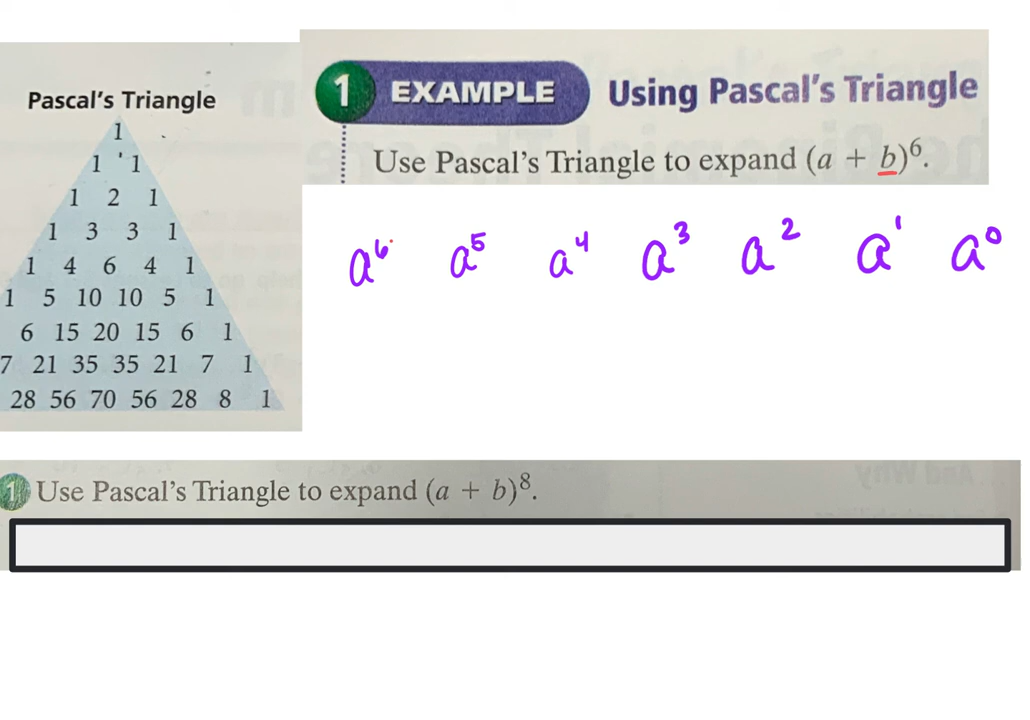 Pascal's Triangle
1
1 1
1 2 1
1 3 3 1
1 4 6 4 1
1 5 10 10 5 1
6 15 20 15 6 1
7 21 35 35 21 7 1
28 56 70 56 28 8 1
1 EXAMPLE Using Pascal's Triangle
Use Pascal's Triangle to expand (a + b)⁶.
a⁶ a⁵ a⁴ a³ a² a¹ a⁰
1 Use Pascal's Triangle to expand (a + b)⁸.